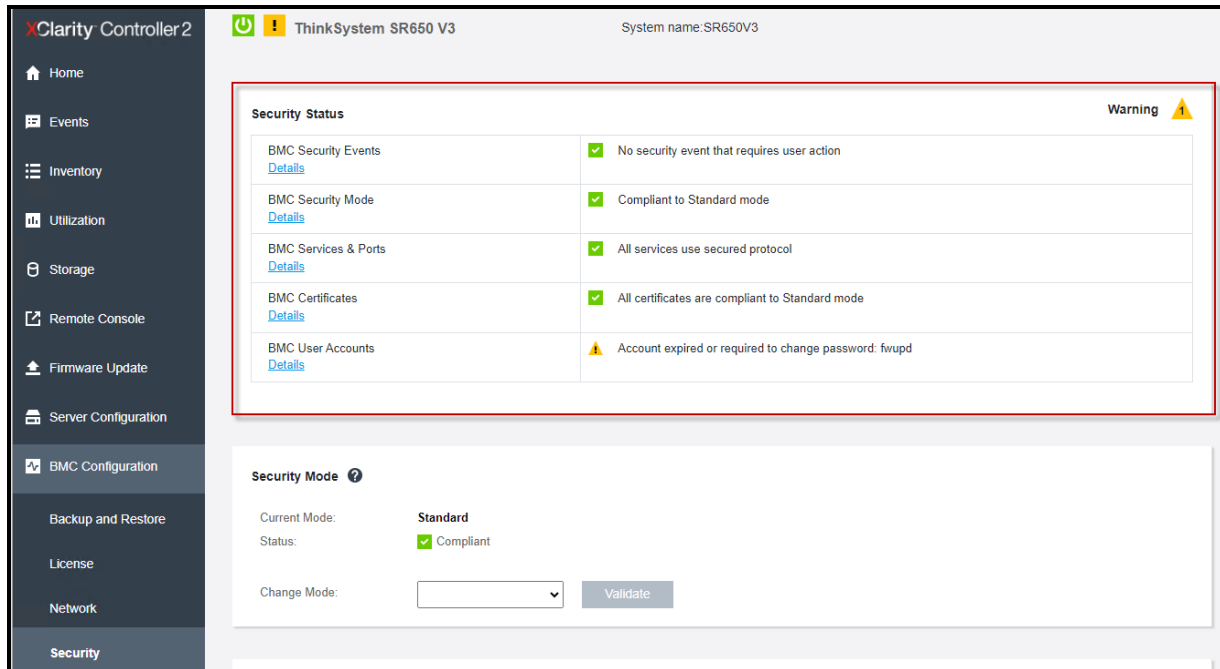 XClarity Controller 2
ThinkSystem SR650 V3
System name:SR650V3
Home
Events
Inventory
Utilization
Storage
Remote Console
Firmware Update
Server Configuration
BMC Configuration
Backup and Restore
License
Network
Security
Security Status
Warning 1
BMC Security Events
Details
No security event that requires user action
BMC Security Mode
Details
Compliant to Standard mode
BMC Services & Ports
Details
All services use secured protocol
BMC Certificates
Details
All certificates are compliant to Standard mode
BMC User Accounts
Details
Account expired or required to change password: fwupd
Security Mode ?
Current Mode: Standard
Status: Compliant
Change Mode: Validate